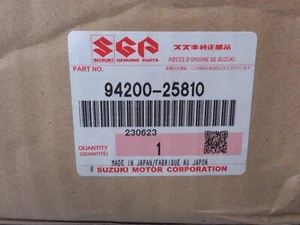 SGP スズキ純正部品
SUZUKI GENUINE PARTS PIÈCES D'ORIGINE DE SUZUKI
PART NO.
94200-25810
230623
QUANTITY
(QUANTITÉ)
1
MADE IN JAPAN/FABRIQUE AU JAPON
SUZUKI MOTOR CORPORATION